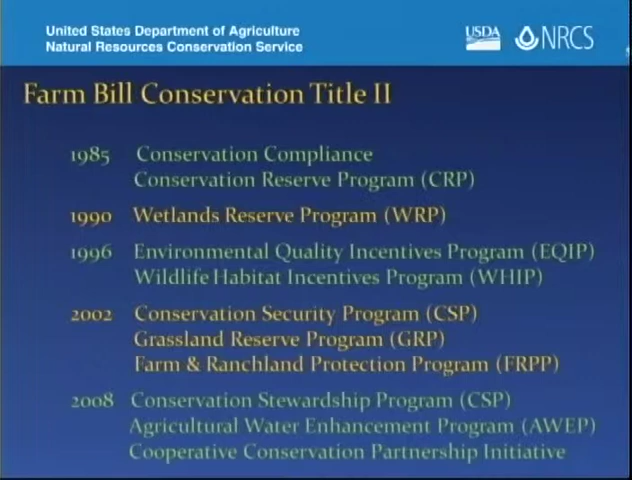 United States Department of Agriculture
Natural Resources Conservation Service
USDA NRCS
Farm Bill Conservation Title II
1985 Conservation Compliance
Conservation Reserve Program (CRP)
1990 Wetlands Reserve Program (WRP)
1996 Environmental Quality Incentives Program (EQIP)
Wildlife Habitat Incentives Program (WHIP)
2002 Conservation Security Program (CSP)
Grassland Reserve Program (GRP)
Farm & Ranchland Protection Program (FRPP)
2008 Conservation Stewardship Program (CSP)
Agricultural Water Enhancement Program (AWEP)
Cooperative Conservation Partnership Initiative